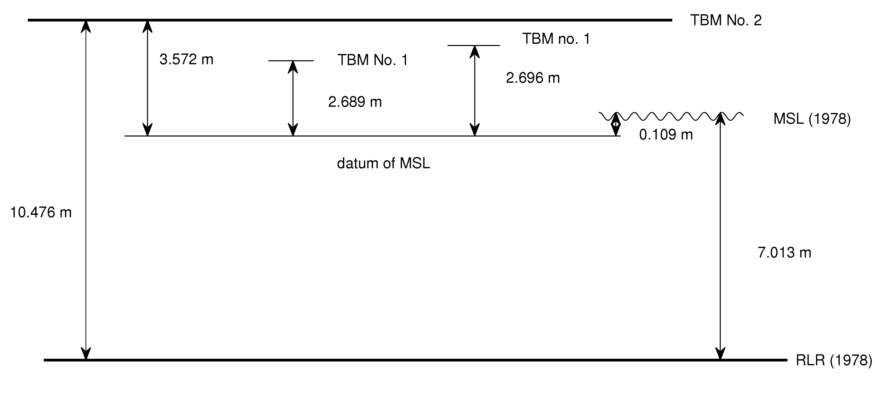 TBM No. 2
TBM no. 1
3.572 m
TBM No. 1
2.696 m
2.689 m
MSL (1978)
0.109 m
datum of MSL
10.476 m
7.013 m
RLR (1978)